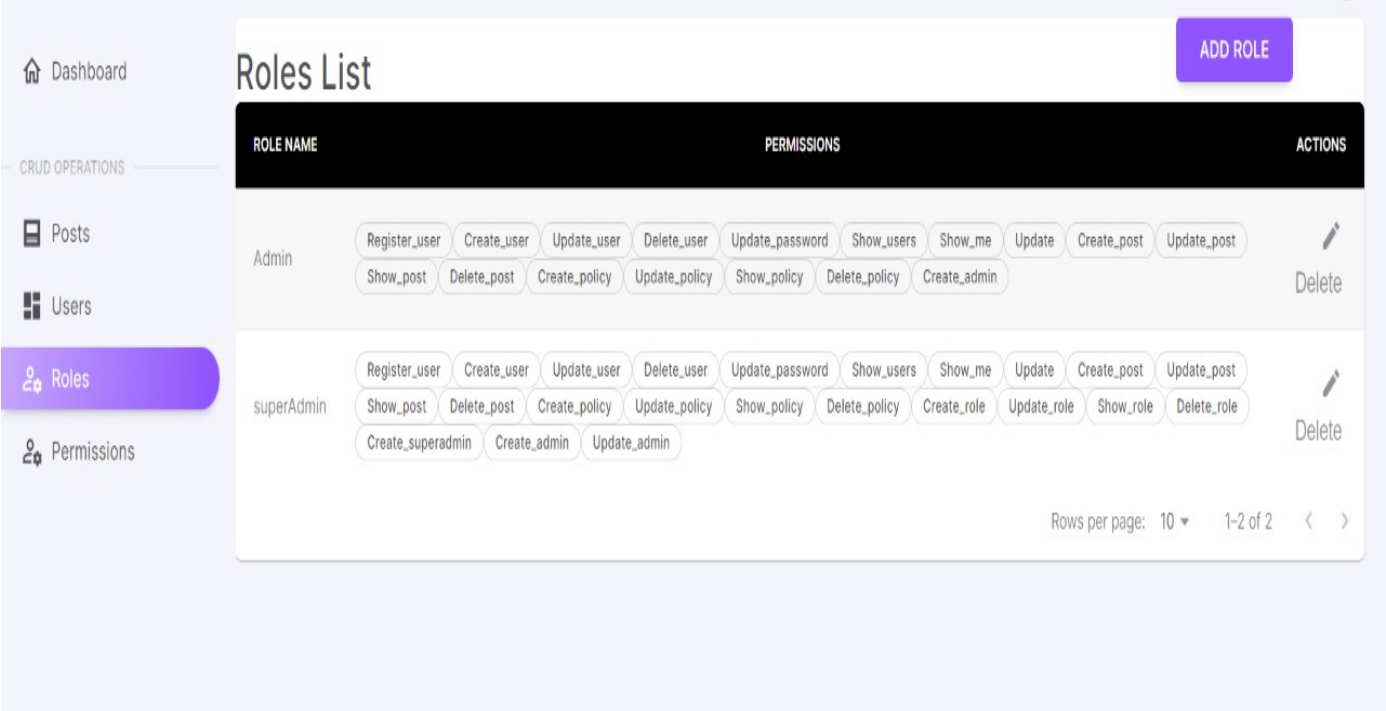 Dashboard
CRUD OPERATIONS
Posts
Users
Roles
Permissions
Roles List
ADD ROLE
ROLE NAME PERMISSIONS ACTIONS
Admin
Register_user Create_user Update_user Delete_user Update_password Show_users Show_me Update Create_post Update_post
Show_post Delete_post Create_policy Update_policy Show_policy Delete_policy Create_admin
Delete
superAdmin
Register_user Create_user Update_user Delete_user Update_password Show_users Show_me Update Create_post Update_post
Show_post Delete_post Create_policy Update_policy Show_policy Delete_policy Create_role Update_role Show_role Delete_role
Create_superadmin Create_admin Update_admin
Delete
Rows per page: 10 1–2 of 2